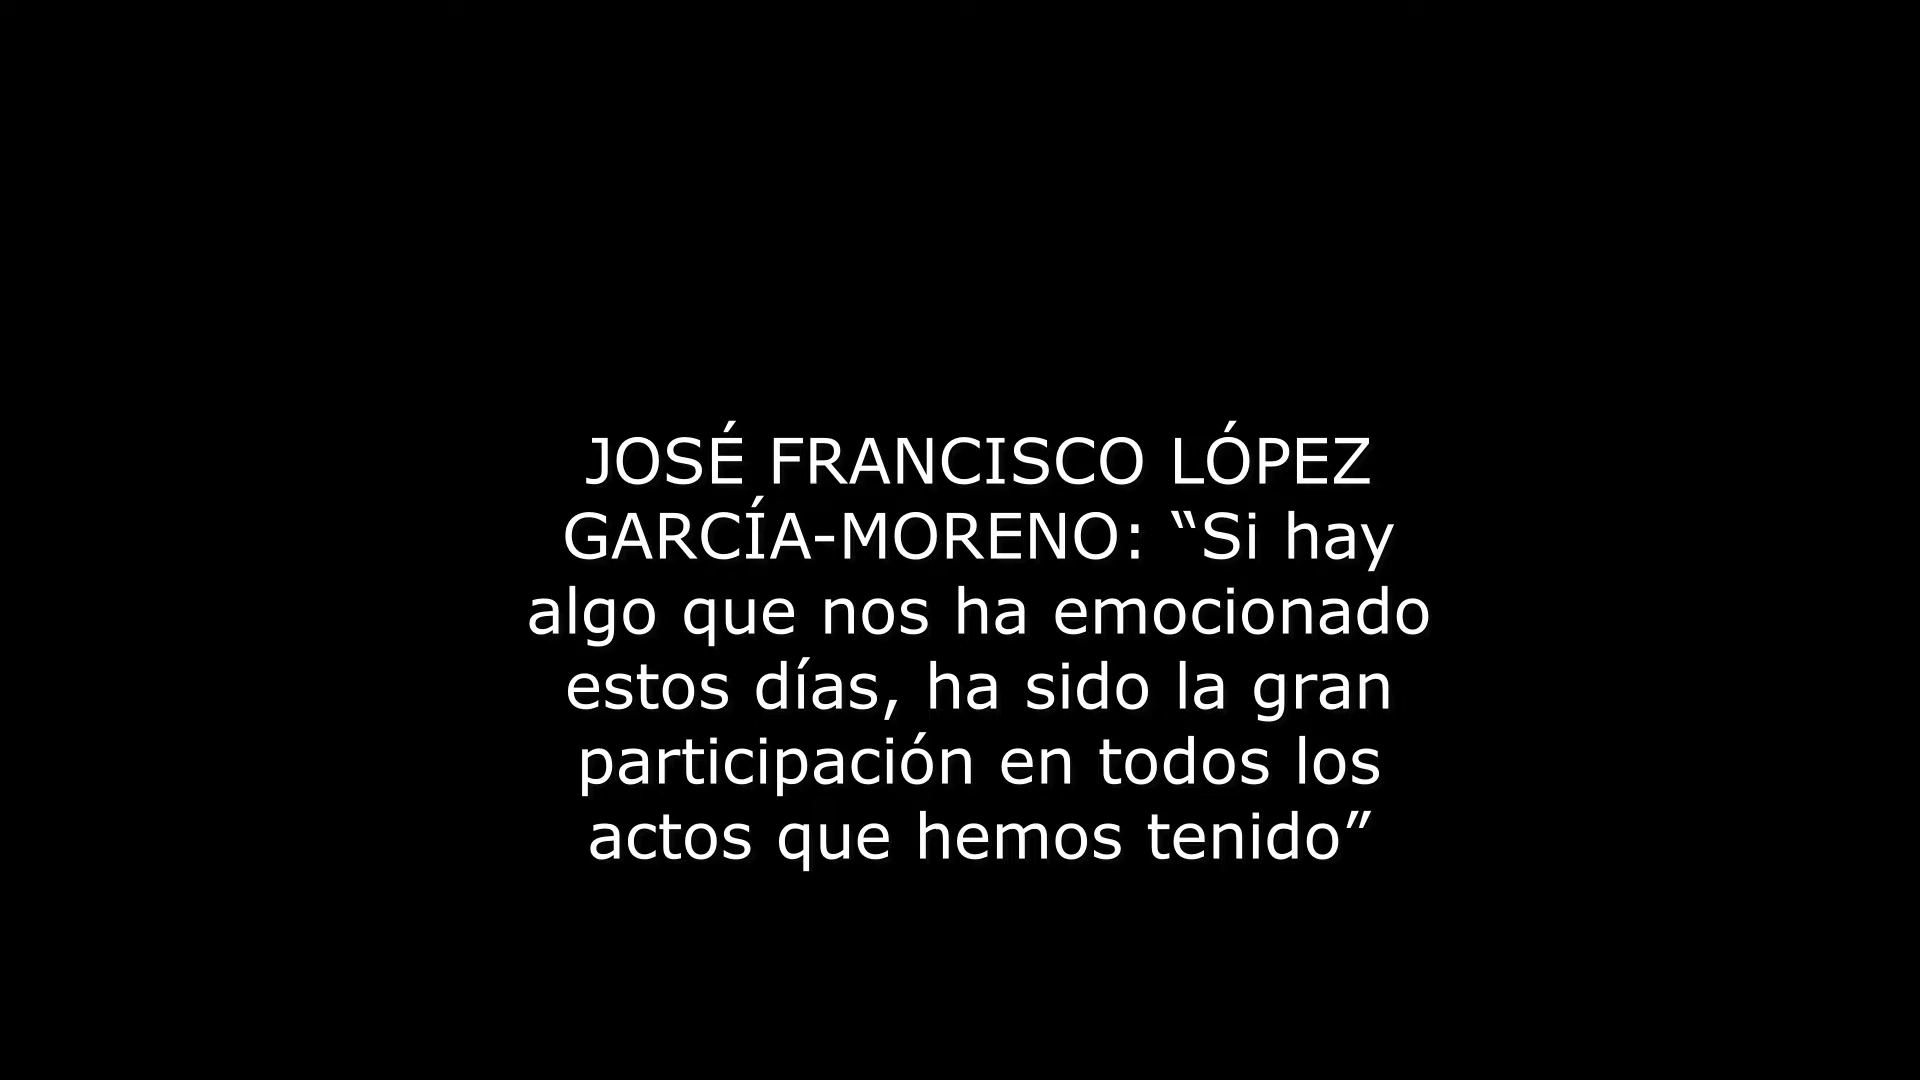 JOSÉ FRANCISCO LÓPEZ
GARCÍA-MORENO: “Si hay
algo que nos ha emocionado
estos días, ha sido la gran
participación en todos los
actos que hemos tenido”